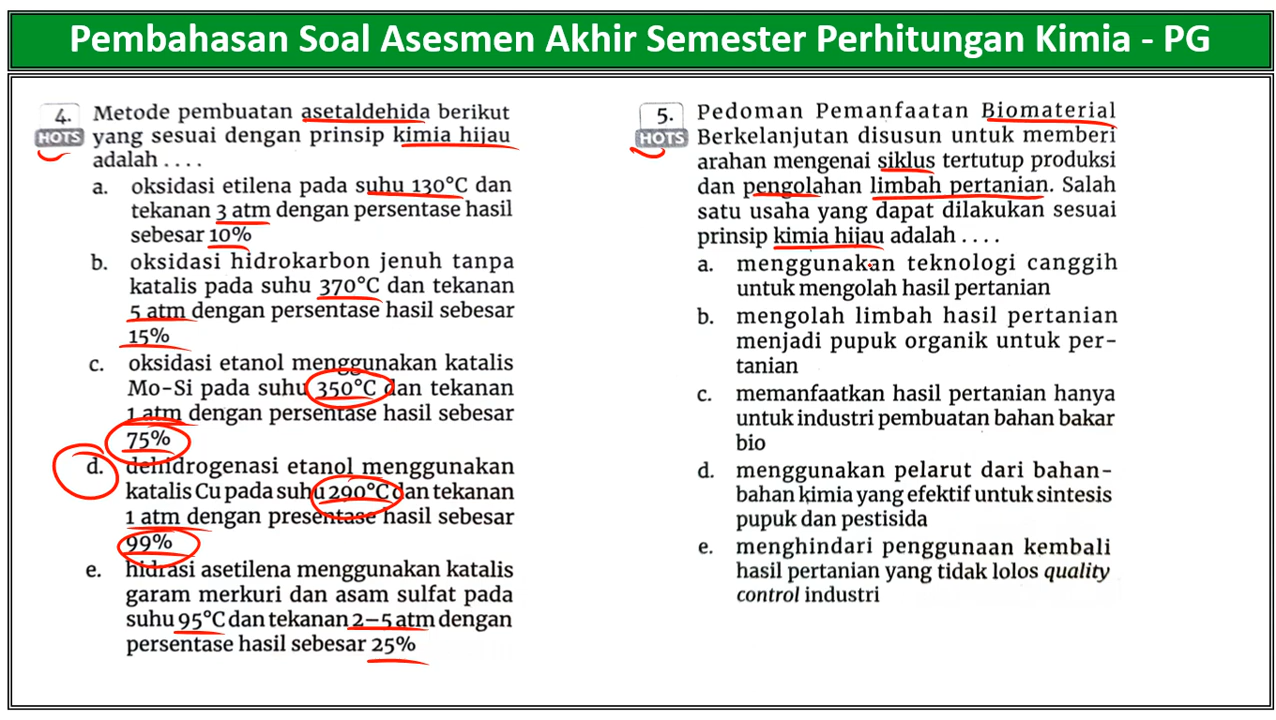 Pembahasan Soal Asesmen Akhir Semester Perhitungan Kimia - PG
4. Metode pembuatan asetaldehida berikut
HOTS yang sesuai dengan prinsip kimia hijau
adalah . . . .
a. oksidasi etilena pada suhu 130°C dan
tekanan 3 atm dengan persentase hasil
sebesar 10%
b. oksidasi hidrokarbon jenuh tanpa
katalis pada suhu 370°C dan tekanan
5 atm dengan persentase hasil sebesar
15%
c. oksidasi etanol menggunakan katalis
Mo-Si pada suhu 350°C dan tekanan
1 atm dengan persentase hasil sebesar
75%
d. dehidrogenasi etanol menggunakan
katalis Cu pada suhu 290°C dan tekanan
1 atm dengan presentase hasil sebesar
99%
e. hidrasi asetilena menggunakan katalis
garam merkuri dan asam sulfat pada
suhu 95°C dan tekanan 2–5 atm dengan
persentase hasil sebesar 25%
5. Pedoman Pemanfaatan Biomaterial
HOTS Berkelanjutan disusun untuk memberi
arahan mengenai siklus tertutup produksi
dan pengolahan limbah pertanian. Salah
satu usaha yang dapat dilakukan sesuai
prinsip kimia hijau adalah . . . .
a. menggunakan teknologi canggih
untuk mengolah hasil pertanian
b. mengolah limbah hasil pertanian
menjadi pupuk organik untuk per-
tanian
c. memanfaatkan hasil pertanian hanya
untuk industri pembuatan bahan bakar
bio
d. menggunakan pelarut dari bahan-
bahan kimia yang efektif untuk sintesis
pupuk dan pestisida
e. menghindari penggunaan kembali
hasil pertanian yang tidak lolos quality
control industri